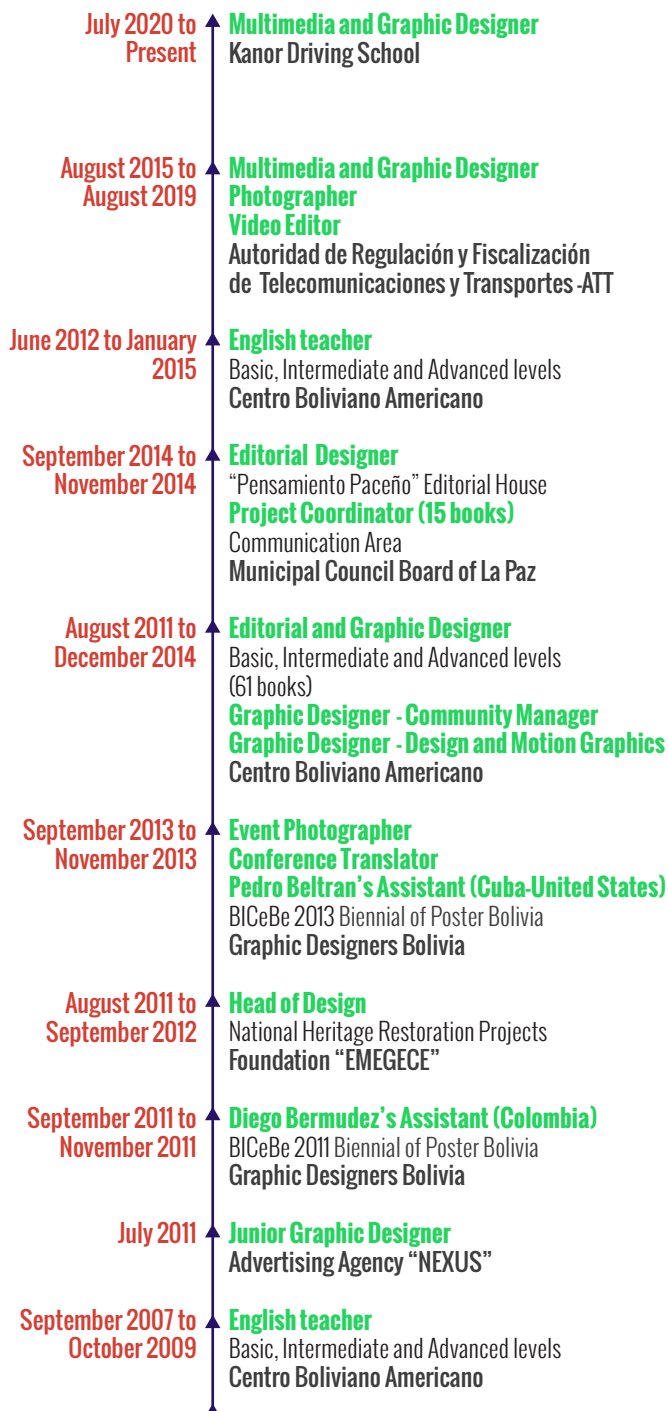 July 2020 to
Present
Multimedia and Graphic Designer
Kanor Driving School
August 2015 to
August 2019
Multimedia and Graphic Designer
Photographer
Video Editor
Autoridad de Regulación y Fiscalización
de Telecomunicaciones y Transportes -ATT
June 2012 to January
2015
English teacher
Basic, Intermediate and Advanced levels
Centro Boliviano Americano
September 2014 to
November 2014
Editorial Designer
“Pensamiento Paceño” Editorial House
Project Coordinator (15 books)
Communication Area
Municipal Council Board of La Paz
August 2011 to
December 2014
Editorial and Graphic Designer
Basic, Intermediate and Advanced levels
(61 books)
Graphic Designer - Community Manager
Graphic Designer - Design and Motion Graphics
Centro Boliviano Americano
September 2013 to
November 2013
Event Photographer
Conference Translator
Pedro Beltran’s Assistant (Cuba-United States)
BICeBe 2013 Biennial of Poster Bolivia
Graphic Designers Bolivia
August 2011 to
September 2012
Head of Design
National Heritage Restoration Projects
Foundation “EMEGECE”
September 2011 to
November 2011
Diego Bermudez’s Assistant (Colombia)
BICeBe 2011 Biennial of Poster Bolivia
Graphic Designers Bolivia
July 2011
Junior Graphic Designer
Advertising Agency “NEXUS”
September 2007 to
October 2009
English teacher
Basic, Intermediate and Advanced levels
Centro Boliviano Americano